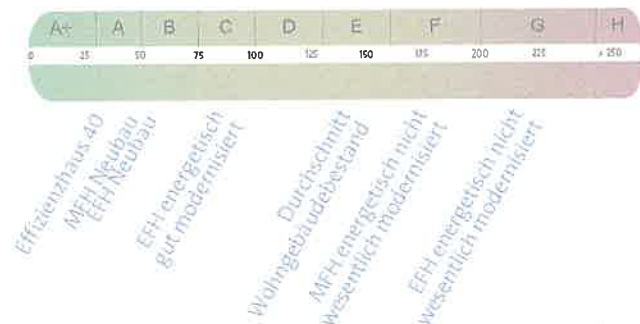 A+ A B C D E F G H
0 25 50 75 100 125 150 175 200 225 > 250
Effizienzhaus 40
MFH Neubau
EFH Neubau
EFH energetisch
gut modernisiert
Durchschnitt
Wohngebäudebestand
MFH energetisch nicht
wesentlich modernisiert
EFH energetisch nicht
wesentlich modernisiert